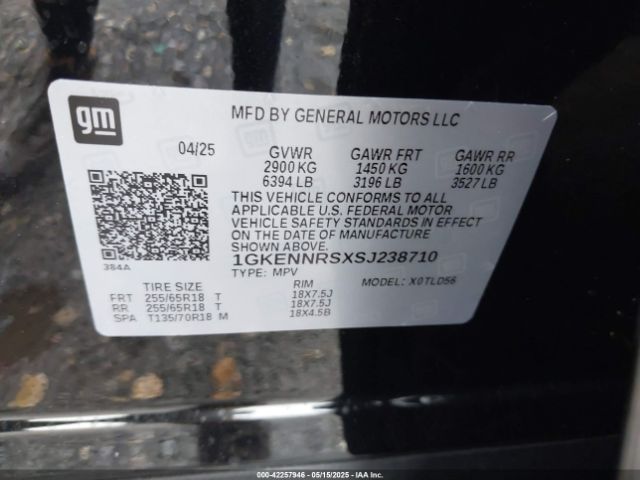 gm
MFD BY GENERAL MOTORS LLC
04/25 GVWR GAWR FRT GAWR RR
2900 KG 1450 KG 1600 KG
6394 LB 3196 LB 3527 LB
THIS VEHICLE CONFORMS TO ALL
APPLICABLE U.S. FEDERAL MOTOR
VEHICLE SAFETY STANDARDS IN EFFECT
ON THE DATE OF MANUFACTURE
SHOWN ABOVE.
384A
1GKENNRSXSJ238710
TYPE: MPV MODEL: X0TLD56
TIRE SIZE RIM
FRT 255/65R18 T 18X7.5J
RR 255/65R18 T 18X7.5J
SPA T135/70R18 M 18X4.5B
© 000-42257946 - 05/15/2025 - IAAI.COM